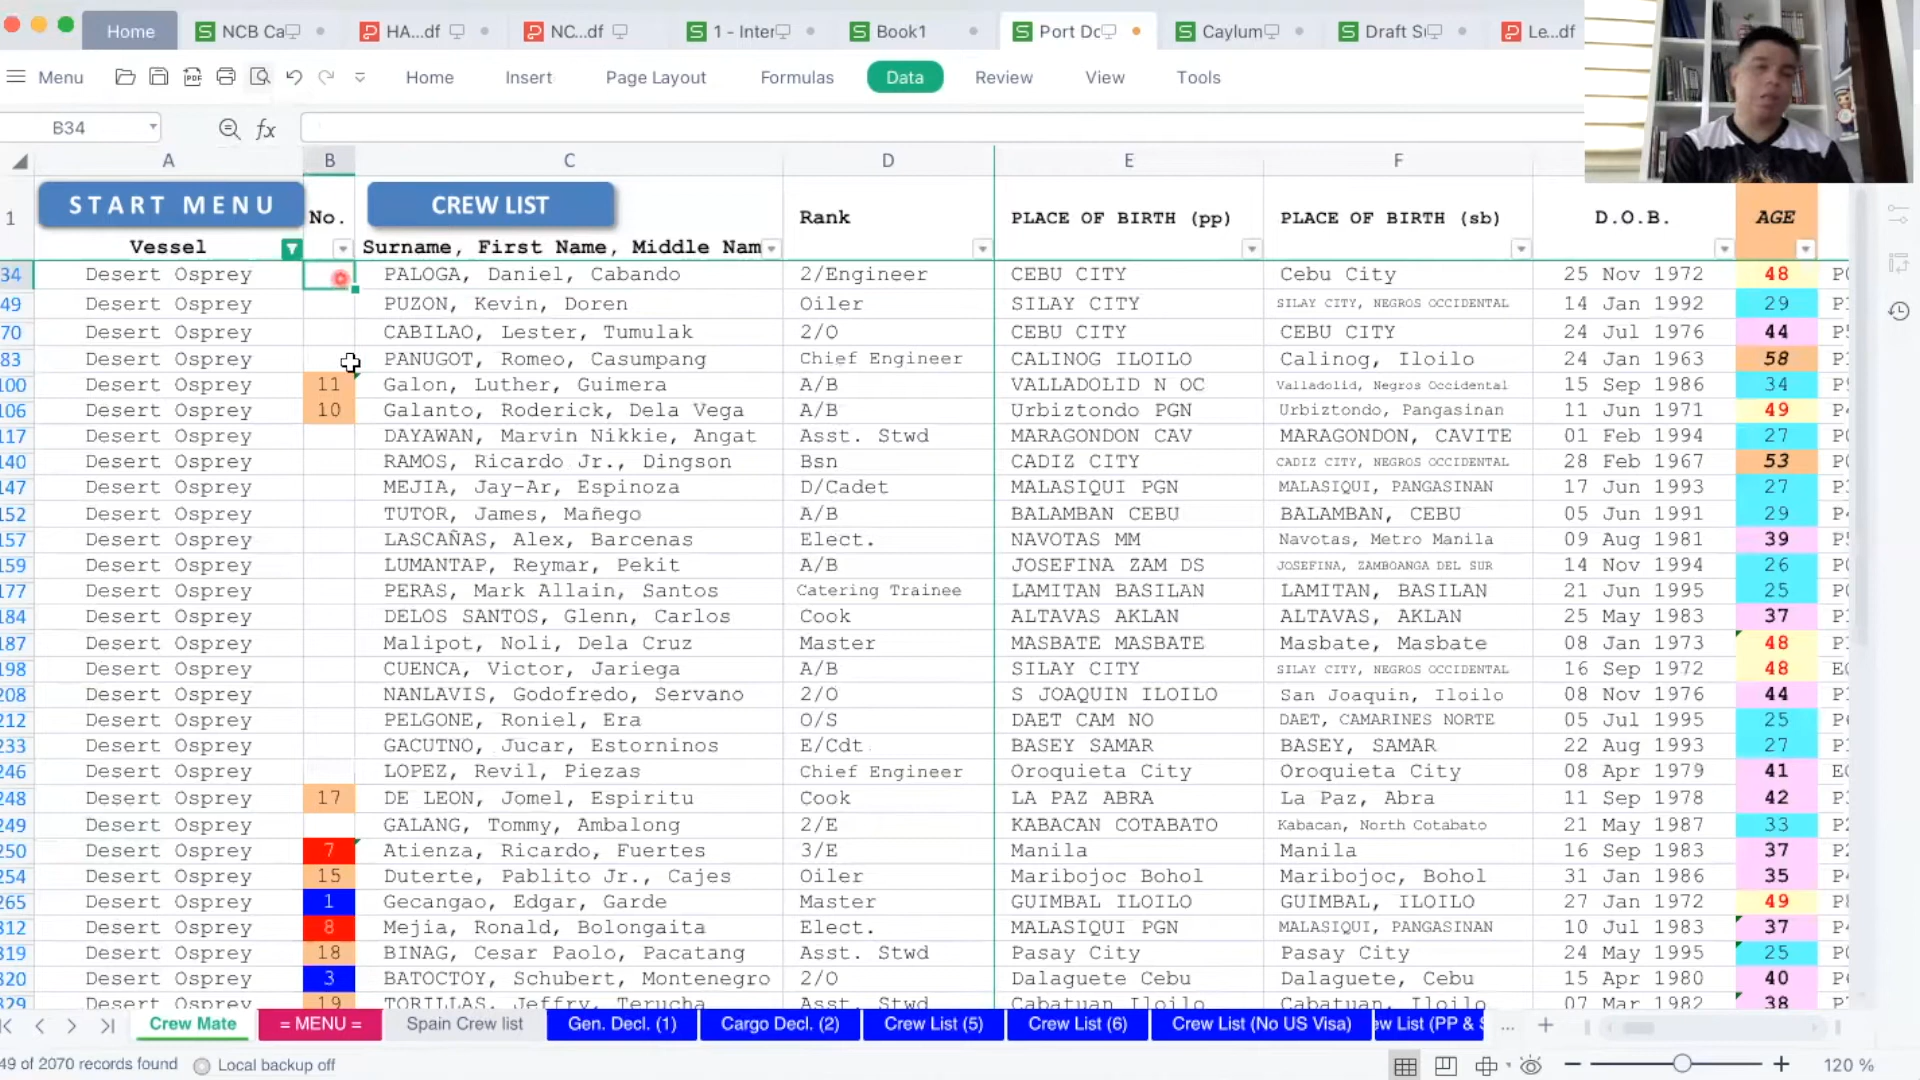 Home NCB Ca HA...df NC...df 1 - Inter Book1 Port Do Caylum Draft S Le...df
Menu Home Insert Page Layout Formulas Data Review View Tools
B34 fx
A B C D E F
1 START MENU No. CREW LIST Rank PLACE OF BIRTH (pp) PLACE OF BIRTH (sb) D.O.B. AGE
Vessel Surname, First Name, Middle Nam
34 Desert Osprey PALOGA, Daniel, Cabando 2/Engineer CEBU CITY Cebu City 25 Nov 1972 48
49 Desert Osprey PUZON, Kevin, Doren Oiler SILAY CITY SILAY CITY, NEGROS OCCIDENTAL 14 Jan 1992 29
70 Desert Osprey CABILAO, Lester, Tumulak 2/O CEBU CITY CEBU CITY 24 Jul 1976 44
83 Desert Osprey PANUGOT, Romeo, Casumpang Chief Engineer CALINOG ILOILO Calinog, Iloilo 24 Jan 1963 58
100 Desert Osprey 11 Galon, Luther, Guimera A/B VALLADOLID N OC Valladolid, Negros Occidental 15 Sep 1986 34
106 Desert Osprey 10 Galanto, Roderick, Dela Vega A/B Urbiztondo PGN Urbiztondo, Pangasinan 11 Jun 1971 49
117 Desert Osprey DAYAWAN, Marvin Nikkie, Angat Asst. Stwd MARAGONDON CAV MARAGONDON, CAVITE 01 Feb 1994 27
140 Desert Osprey RAMOS, Ricardo Jr., Dingson Bsn CADIZ CITY CADIZ CITY, NEGROS OCCIDENTAL 28 Feb 1967 53
147 Desert Osprey MEJIA, Jay-Ar, Espinoza D/Cadet MALASIQUI PGN MALASIQUI, PANGASINAN 17 Jun 1993 27
152 Desert Osprey TUTOR, James, Mañego A/B BALAMBAN CEBU BALAMBAN, CEBU 05 Jun 1991 29
157 Desert Osprey LASCAÑAS, Alex, Barcenas Elect. NAVOTAS MM Navotas, Metro Manila 09 Aug 1981 39
159 Desert Osprey LUMANTAP, Reymar, Pekit A/B JOSEFINA ZAM DS JOSEFINA, ZAMBOANGA DEL SUR 14 Nov 1994 26
177 Desert Osprey PERAS, Mark Allain, Santos Catering Trainee LAMITAN BASILAN LAMITAN, BASILAN 21 Jun 1995 25
184 Desert Osprey DELOS SANTOS, Glenn, Carlos Cook ALTAVAS AKLAN ALTAVAS, AKLAN 25 May 1983 37
187 Desert Osprey Malipot, Noli, Dela Cruz Master MASBATE MASBATE Masbate, Masbate 08 Jan 1973 48
198 Desert Osprey CUENCA, Victor, Jariega A/B SILAY CITY SILAY CITY, NEGROS OCCIDENTAL 16 Sep 1972 48
208 Desert Osprey NANLAVIS, Godofredo, Servano 2/O S JOAQUIN ILOILO San Joaquin, Iloilo 08 Nov 1976 44
212 Desert Osprey PELGONE, Roniel, Era O/S DAET CAM NO DAET, CAMARINES NORTE 05 Jul 1995 25
233 Desert Osprey GACUTNO, Jucar, Estorninos E/Cdt. BASEY SAMAR BASEY, SAMAR 22 Aug 1993 27
246 Desert Osprey LOPEZ, Revil, Piezas Chief Engineer Oroquieta City Oroquieta City 08 Apr 1979 41
248 Desert Osprey 17 DE LEON, Jomel, Espiritu Cook LA PAZ ABRA La Paz, Abra 11 Sep 1978 42
249 Desert Osprey GALANG, Tommy, Ambalong 2/E KABACAN COTABATO Kabacan, North Cotabato 21 May 1987 33
250 Desert Osprey 7 Atienza, Ricardo, Fuertes 3/E Manila Manila 16 Sep 1983 37
254 Desert Osprey 15 Duterte, Pablito Jr., Cajes Oiler Maribojoc Bohol Maribojoc, Bohol 31 Jan 1986 35
265 Desert Osprey 1 Gecangao, Edgar, Garde Master GUIMBAL ILOILO GUIMBAL, ILOILO 27 Jan 1972 49
312 Desert Osprey 8 Mejia, Ronald, Bolongaita Elect. MALASIQUI PGN MALASIQUI, PANGASINAN 10 Jul 1983 37
319 Desert Osprey 18 BINAG, Cesar Paolo, Pacatang Asst. Stwd Pasay City Pasay City 24 May 1995 25
320 Desert Osprey 3 BATOCTOY, Schubert, Montenegro 2/O Dalaguete Cebu Dalaguete, Cebu 15 Apr 1980 40
329 Desert Osprey 19 TORILLAS, Jeffry, Terucha Asst. Stwd Cabatuan Iloilo Cabatuan, Iloilo 07 Mar 1982 38
Crew Mate = MENU = Spain Crew list Gen. Decl. (1) Cargo Decl. (2) Crew List (5) Crew List (6) Crew List (No US Visa) ew List (PP & S ... +
49 of 2070 records found Local backup off 120 %